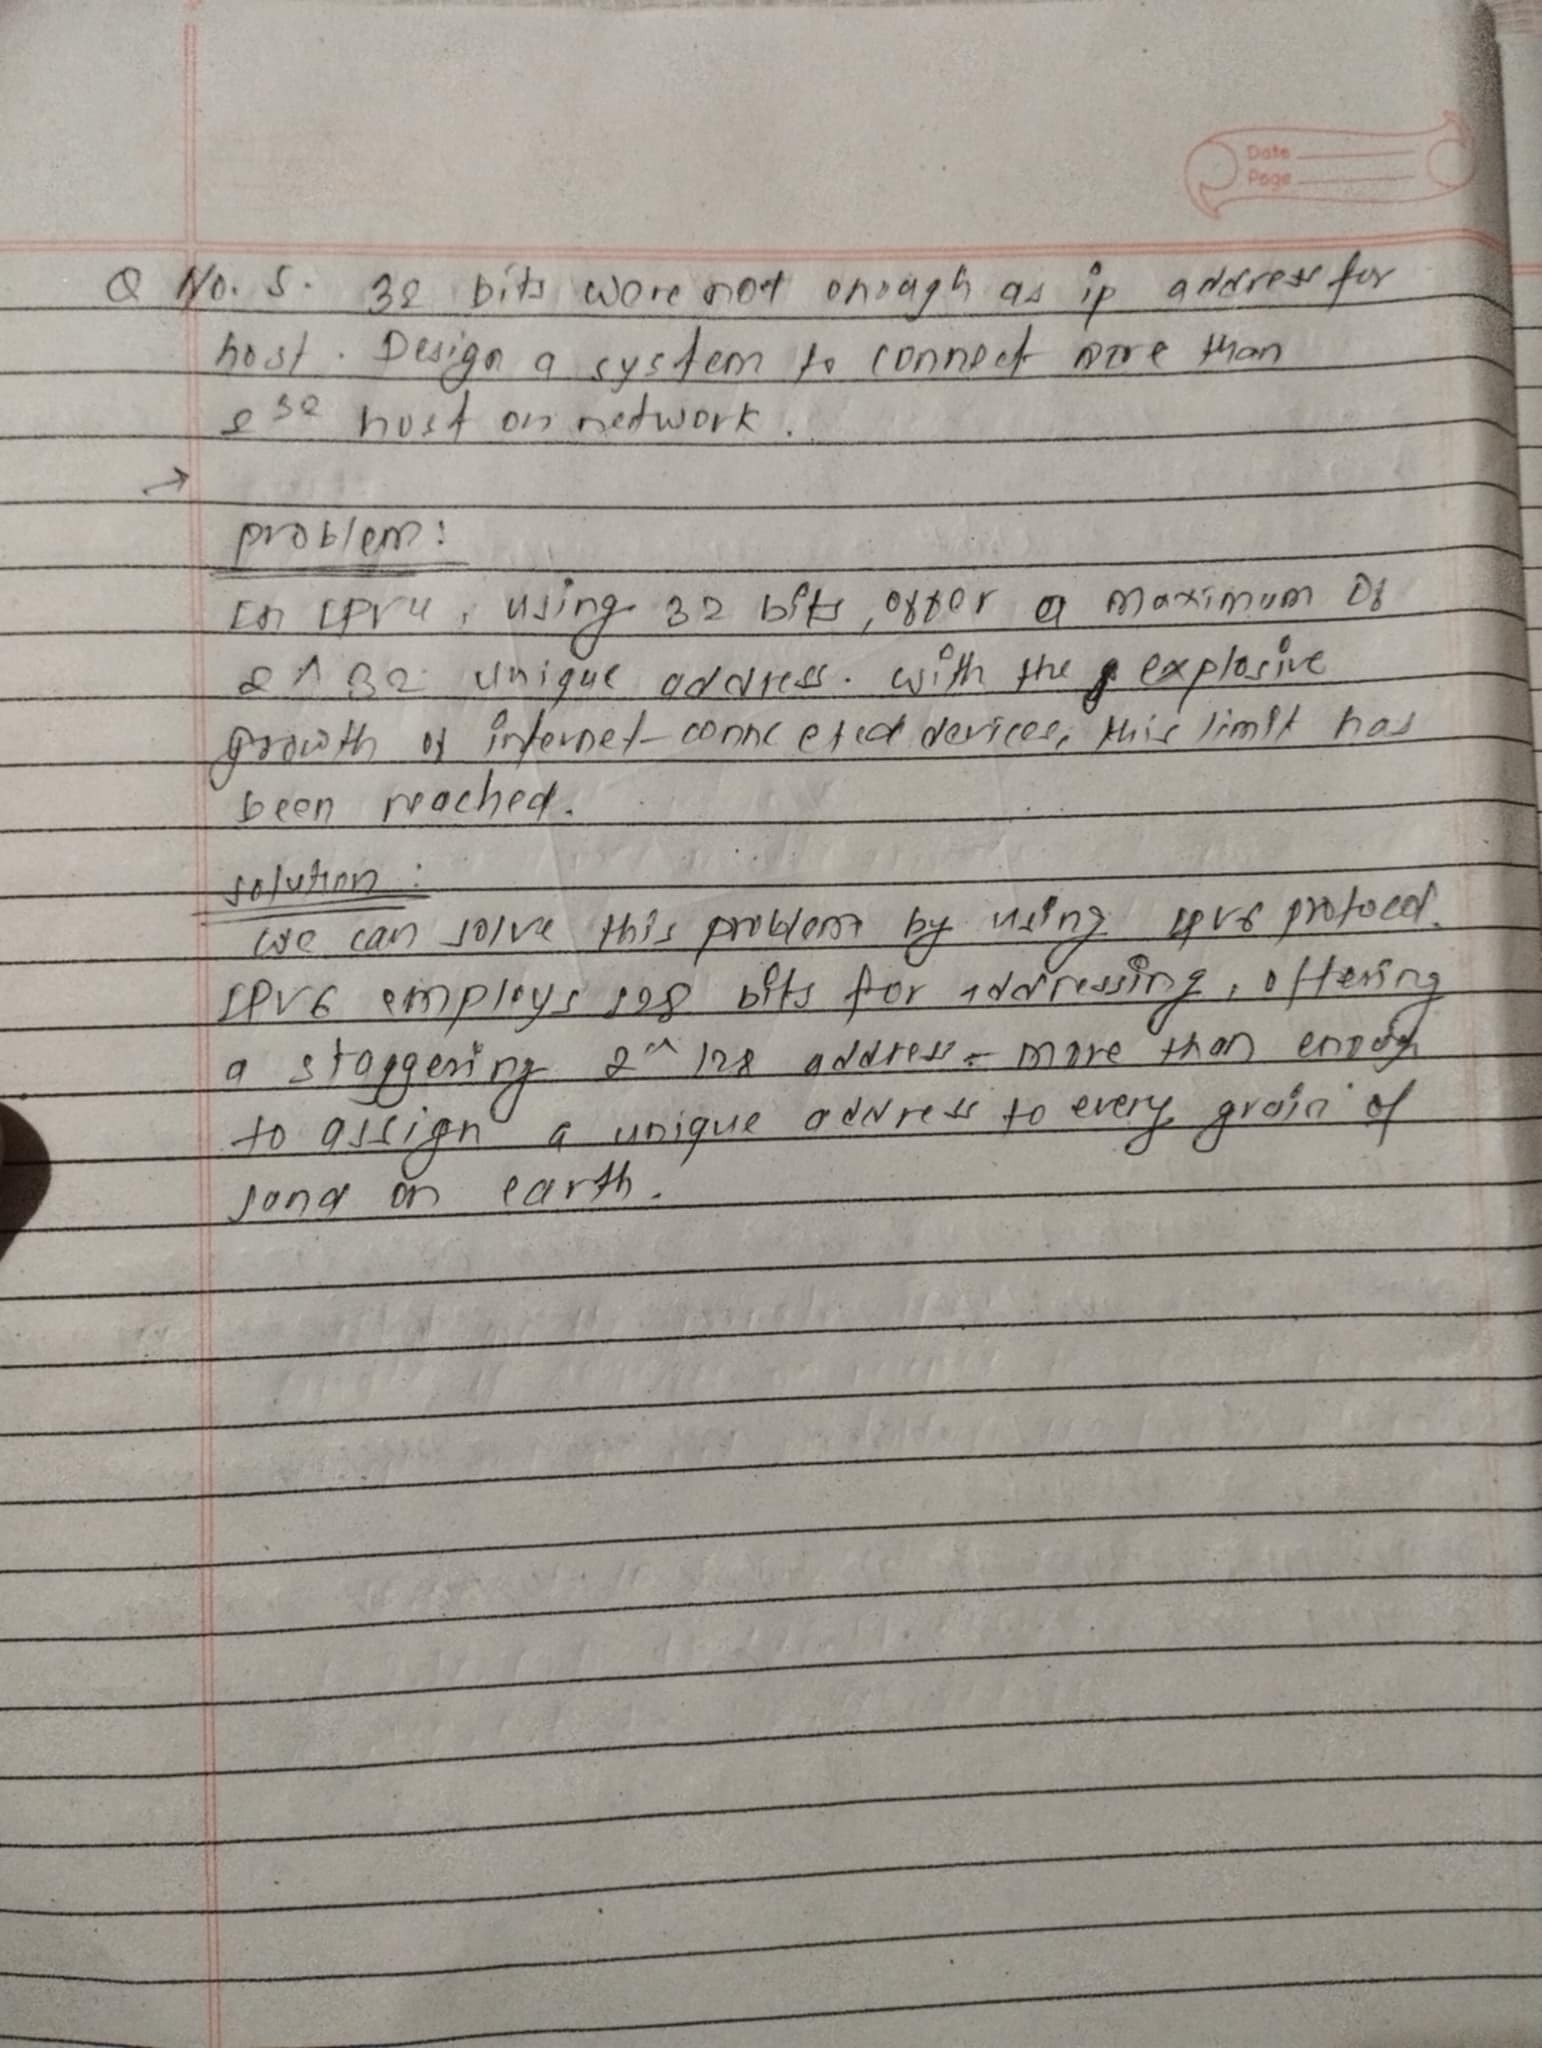 Date
Page
Q No. 5. 32 bits were not enough as ip address for
host. Design a system to connect more than
2^32 host on network.
→
problem:
In IPV4, using 32 bits, offer a maximum of
2^32 unique address. With the explosive
growth of internet-connected devices, this limit has
been reached.
solution:
we can solve this problem by using IPV6 protocol.
IPV6 employs 128 bits for addressing, offering
a staggering 2^128 address - more than enough
to assign a unique address to every grain of
sand on earth.